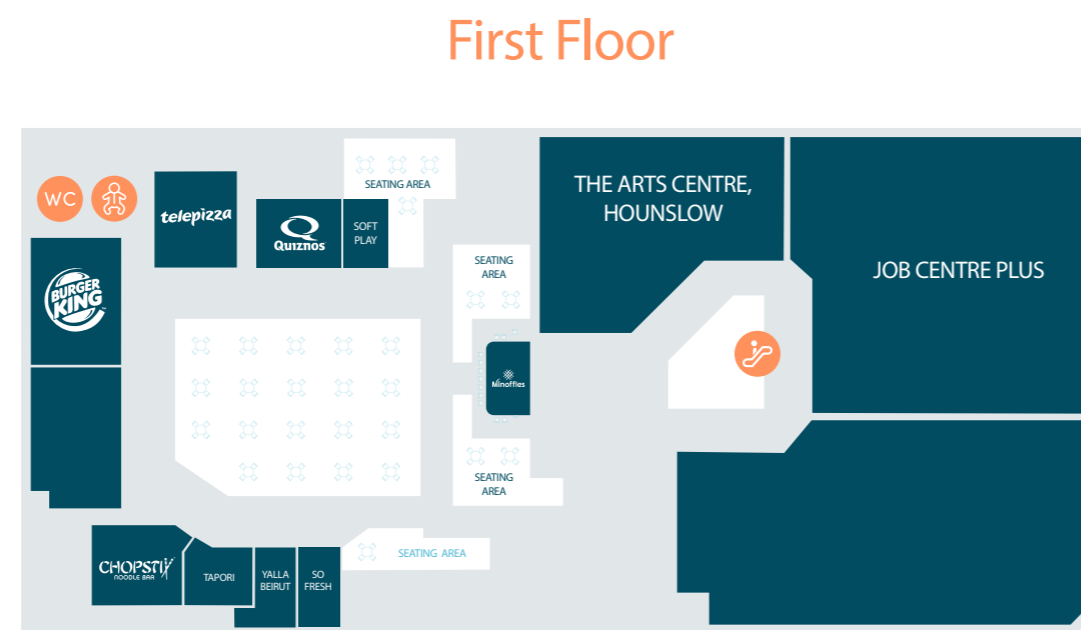 First Floor
SEATING AREA
WC
telepizza
Quiznos
SOFT
PLAY
THE ARTS CENTRE,
HOUNSLOW
JOB CENTRE PLUS
BURGER
KING
SEATING
AREA
Minoffies
SEATING
AREA
CHOPSTIX
NOODLE BAR
TAPORI
YALLA
BEIRUT
SO
FRESH
SEATING AREA